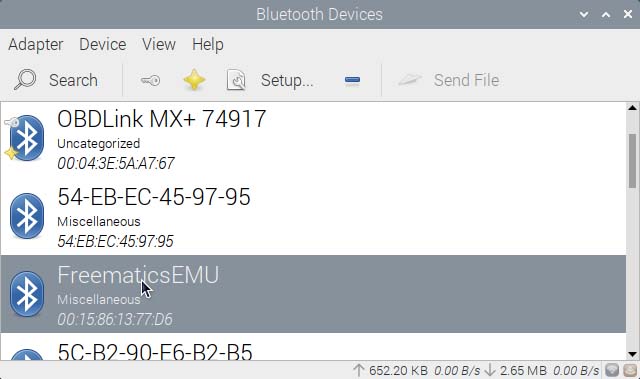 Bluetooth Devices
Adapter Device View Help
Search Setup... Send File
OBDLink MX+ 74917
Uncategorized
00:04:3E:5A:A7:67
54-EB-EC-45-97-95
Miscellaneous
54:EB:EC:45:97:95
FreematicsEMU
Miscellaneous
00:15:86:13:77:D6
5C-B2-90-E6-B2-B5
652.20 KB 0.00 B/s 2.65 MB 0.00 B/s